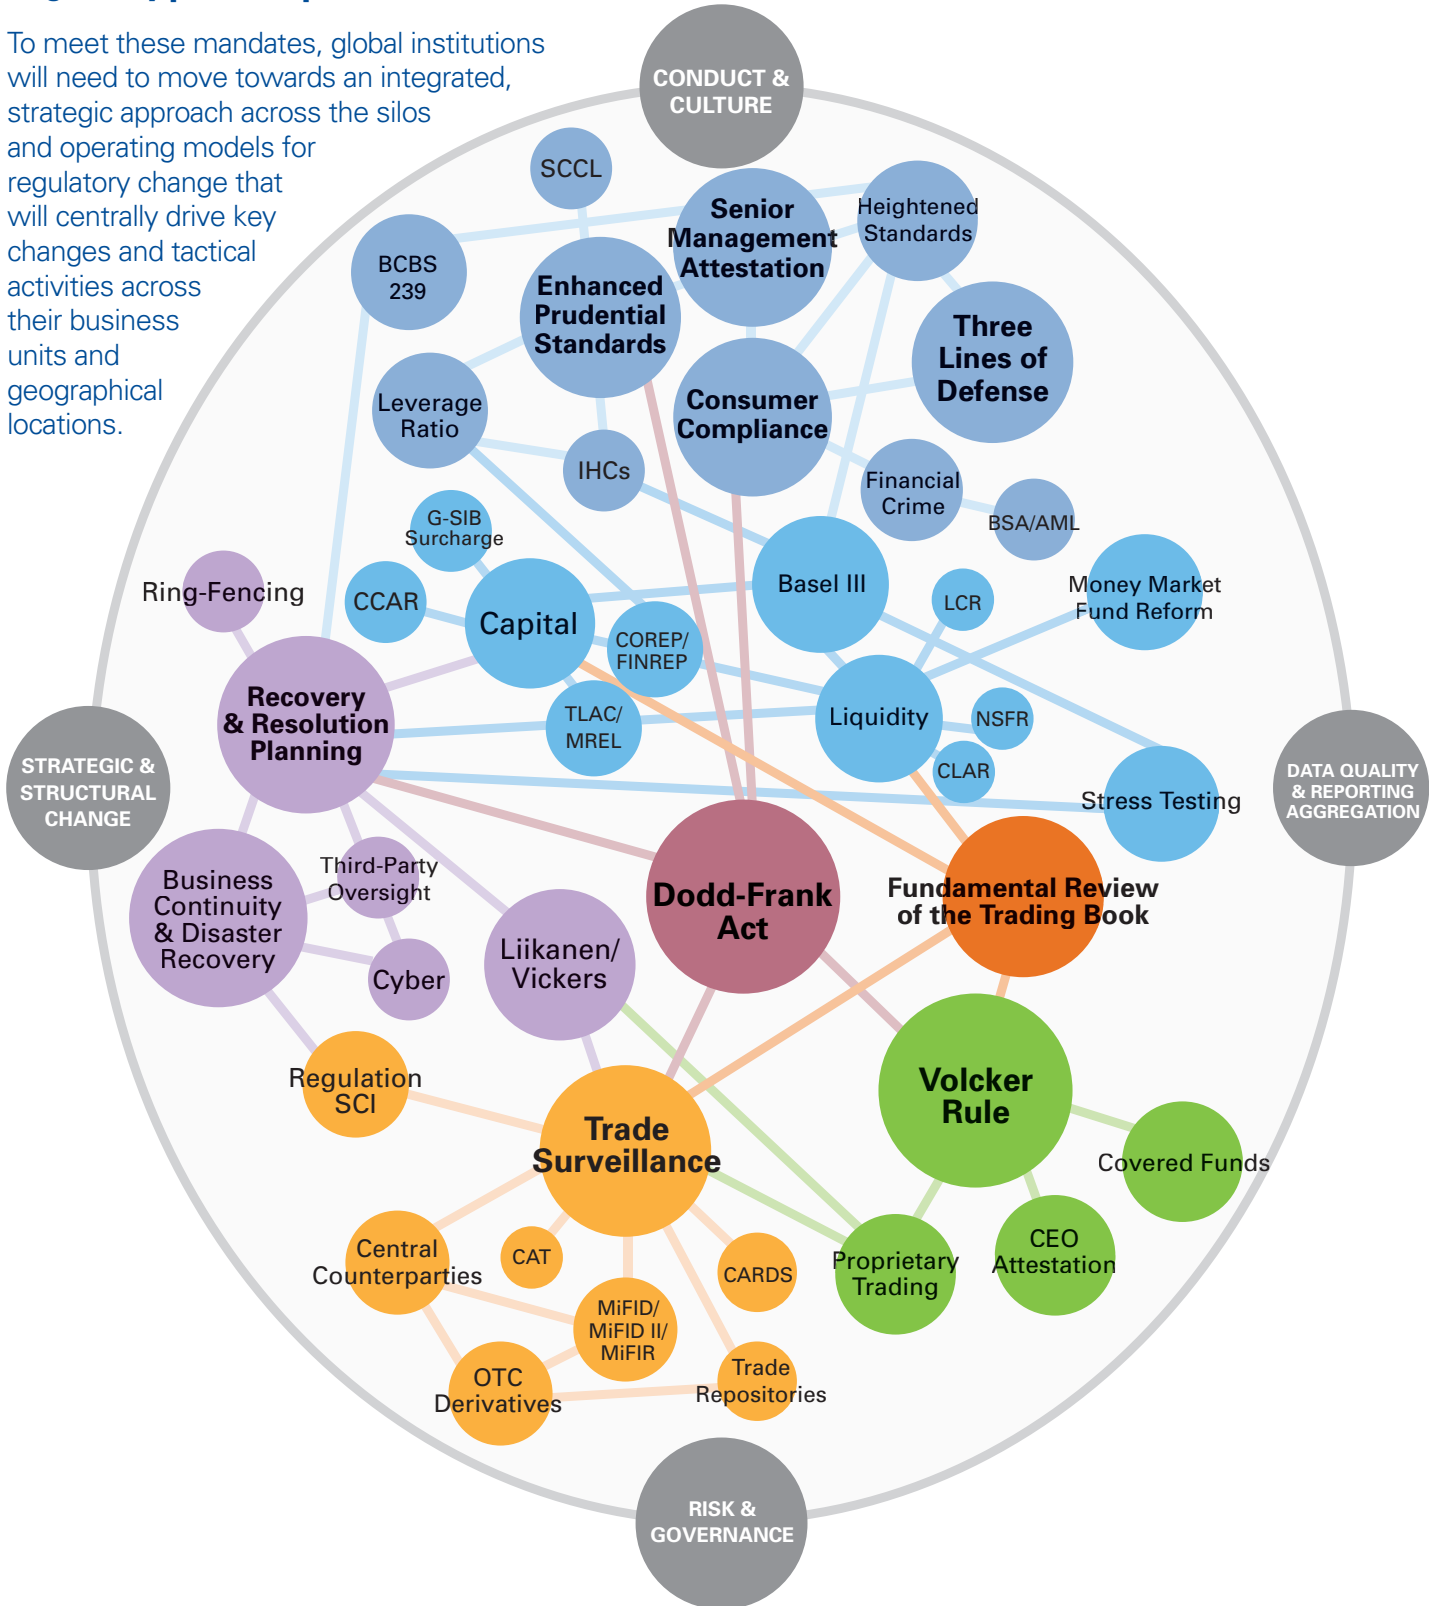 To meet these mandates, global institutions
will need to move towards an integrated,
strategic approach across the silos
and operating models for
regulatory change that
will centrally drive key
changes and tactical
activities across
their business
units and
geographical
locations.
CONDUCT &
CULTURE
SCCL
Senior
Management
Attestation
Heightened
Standards
BCBS
239
Enhanced
Prudential
Standards
Three
Lines of
Defense
Leverage
Ratio
Consumer
Compliance
IHCs
Financial
Crime
BSA/AML
G-SIB
Surcharge
Basel III
Money Market
Fund Reform
Ring-Fencing
CCAR
Capital
LCR
COREP/
FINREP
Recovery
& Resolution
Planning
TLAC/
MREL
Liquidity
NSFR
CLAR
STRATEGIC &
STRUCTURAL
CHANGE
DATA QUALITY
& REPORTING
AGGREGATION
Stress Testing
Business
Continuity
& Disaster
Recovery
Third-Party
Oversight
Dodd-Frank
Act
Fundamental Review
of the Trading Book
Cyber
Liikanen/
Vickers
Regulation
SCI
Volcker
Rule
Trade
Surveillance
Covered Funds
Central
Counterparties
CAT
CARDS
Proprietary
Trading
CEO
Attestation
MiFID/
MiFID II/
MiFIR
OTC
Derivatives
Trade
Repositories
RISK &
GOVERNANCE